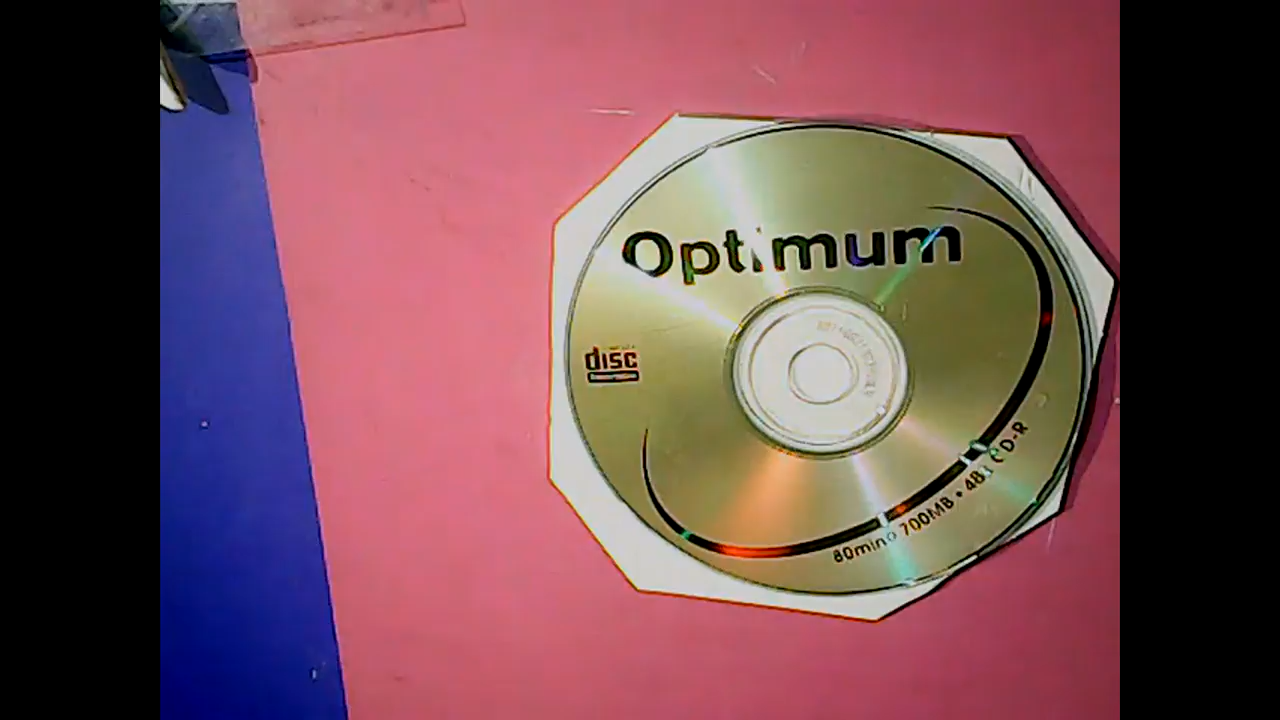 Optimum
disc
80min • 700MB • 48x CD-R